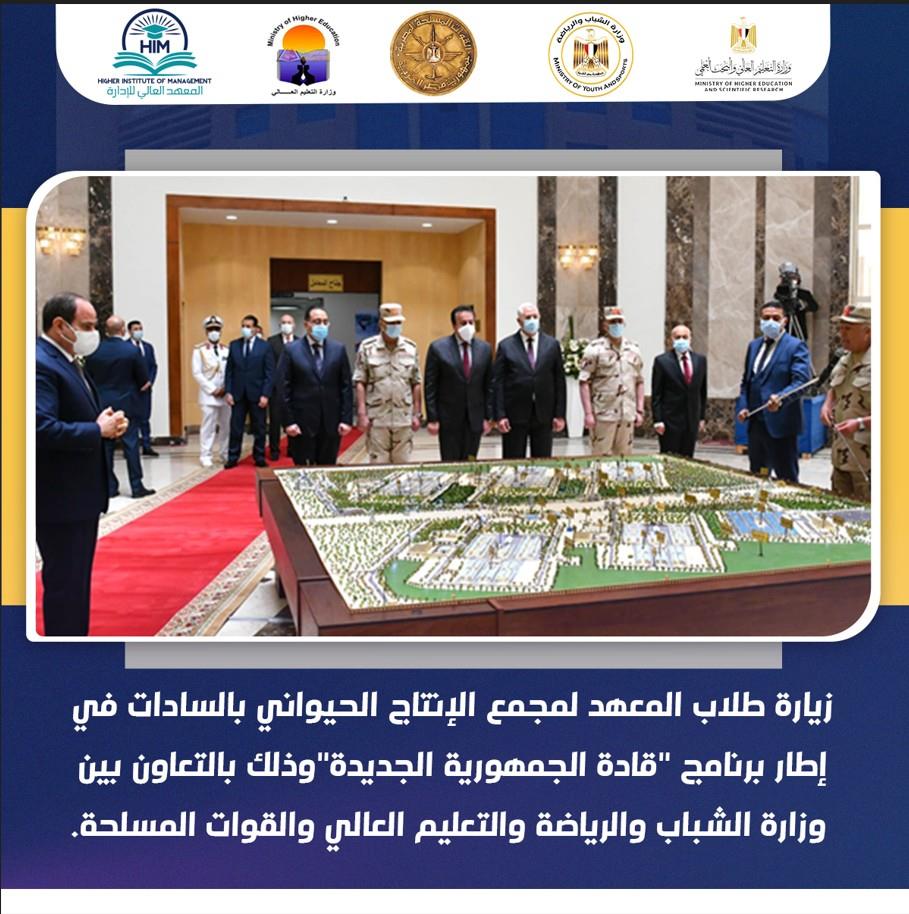 HIM
HIGHER INSTITUTE OF MANAGEMENT
المعهد العالي للإدارة
Ministry of Higher Education
وزارة التعليم العـــالي
وزارة الشباب والرياضة
MINISTRY OF YOUTH AND SPORTS
وزارة التعليم العالي والبحث العلمي
MINISTRY OF HIGHER EDUCATION
AND SCIENTIFIC RESEARCH
زيارة طلاب المعهد لمجمع الإنتاج الحيواني بالسادات في
إطار برنامج "قادة الجمهورية الجديدة"وذلك بالتعاون بين
وزارة الشباب والرياضة والتعليم العالي والقوات المسلحة.